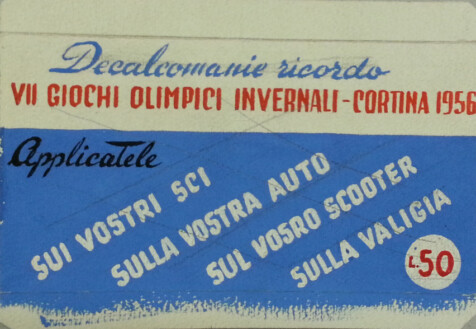 Decalcomanie ricordo
VII GIOCHI OLIMPICI INVERNALI - CORTINA 1956
Applicatele
SUI VOSTRI SCI
SULLA VOSTRA AUTO
SUL VOSRO SCOOTER
SULLA VALIGIA
L.50